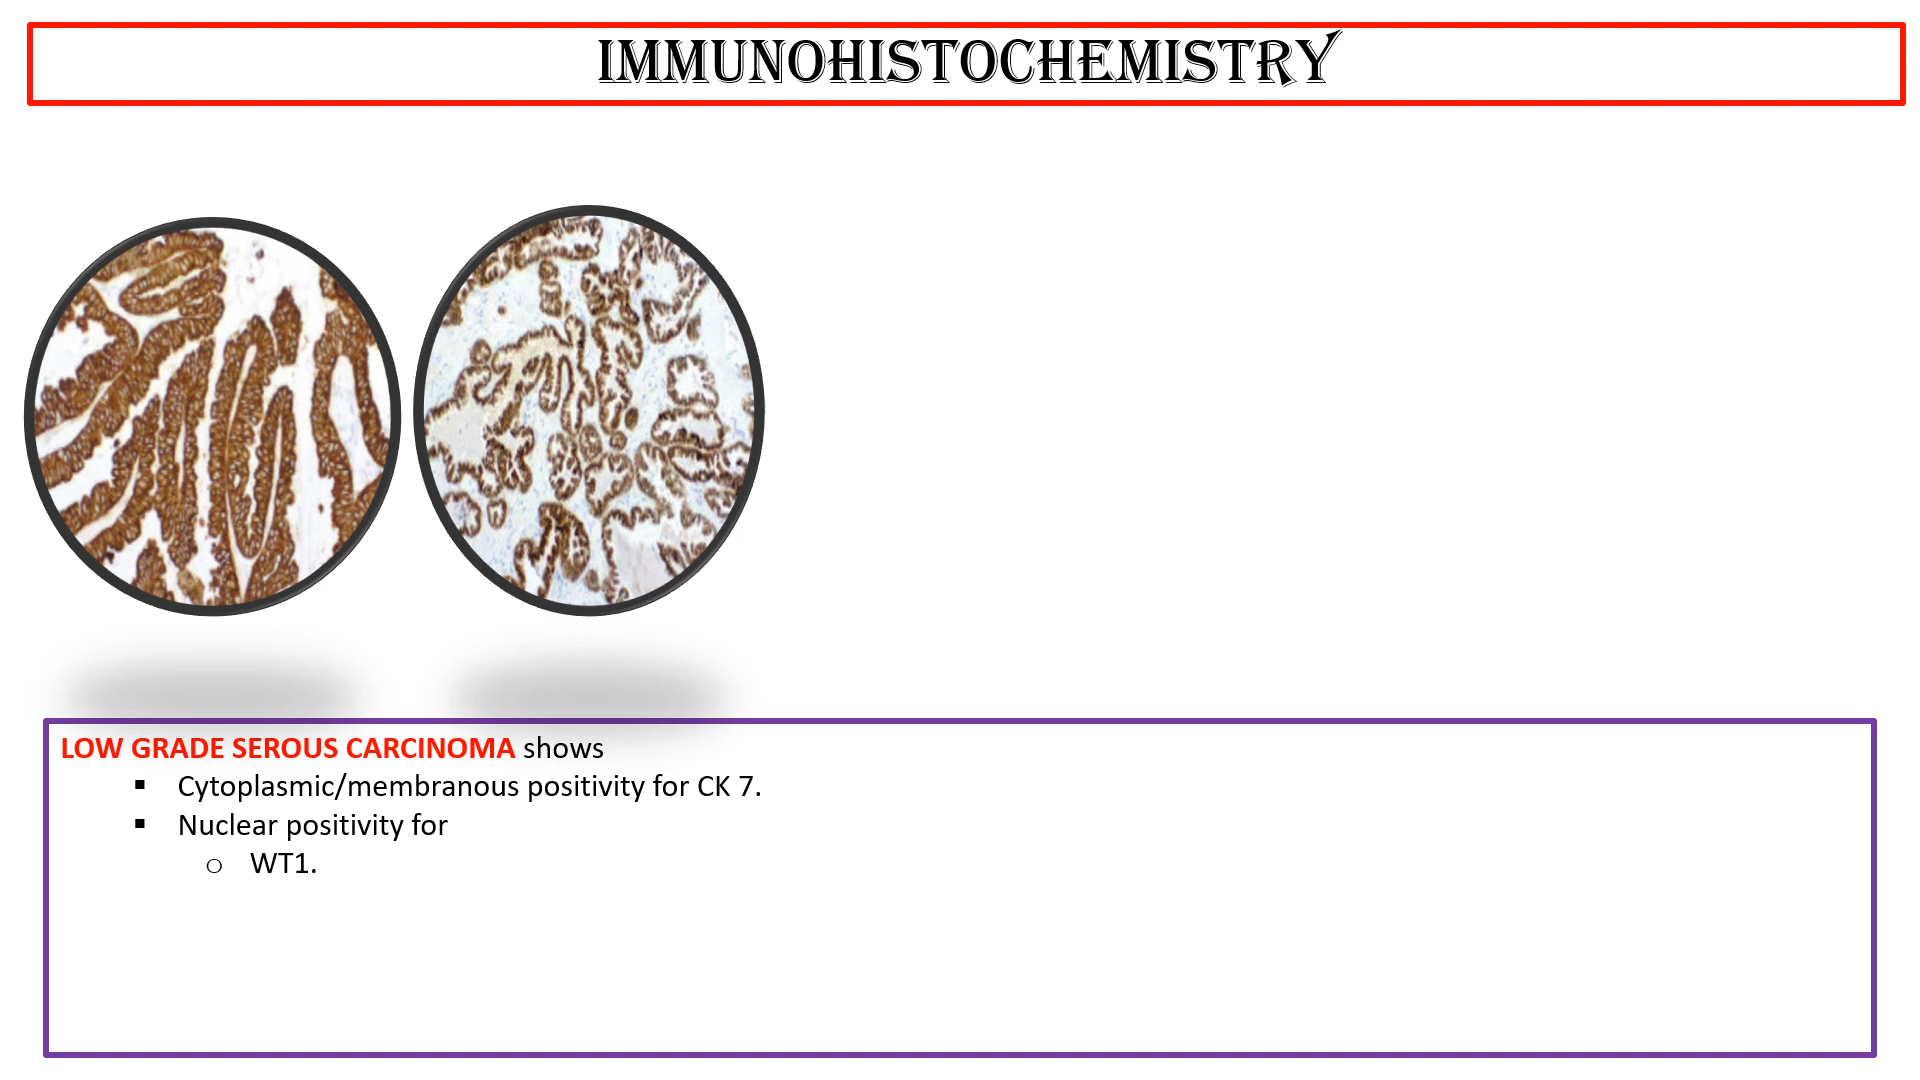 IMMUNOHISTOCHEMISTRY
LOW GRADE SEROUS CARCINOMA shows
▪ Cytoplasmic/membranous positivity for CK 7.
▪ Nuclear positivity for
o WT1.